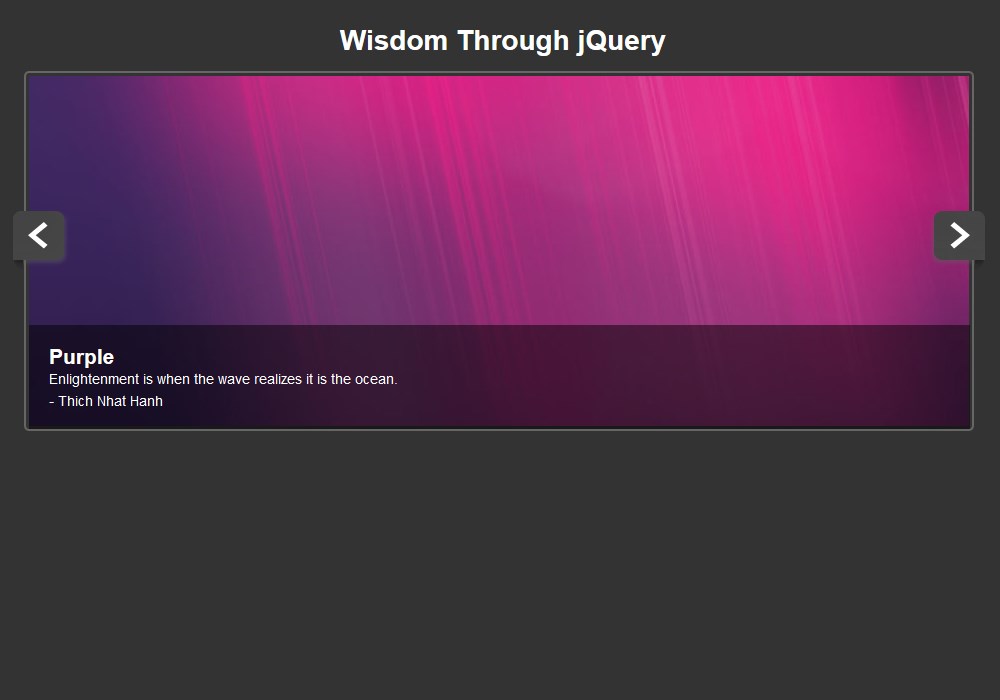 Wisdom Through jQuery
Purple
Enlightenment is when the wave realizes it is the ocean.
- Thich Nhat Hanh